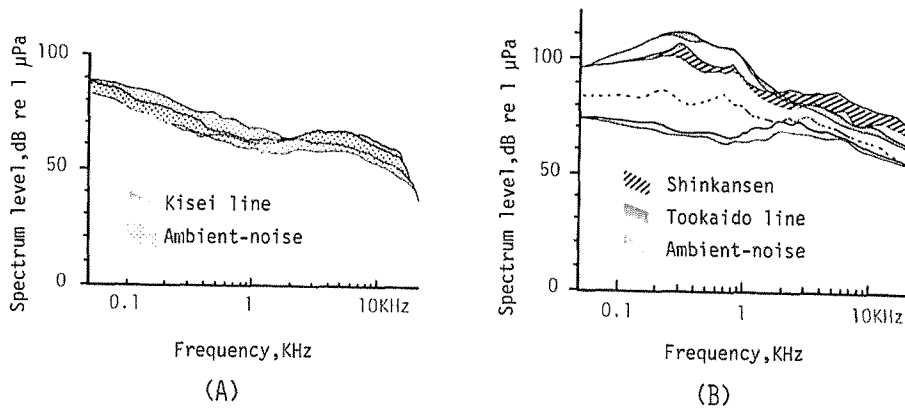 Spectrum level,dB re 1 μPa
100
50
0
Kisei line
Ambient-noise
0.1
1
10KHz
Frequency,KHz
(A)
Spectrum level,dB re 1 μPa
100
50
0
Shinkansen
Tookaido line
Ambient-noise
0.1
1
10KHz
Frequency,KHz
(B)